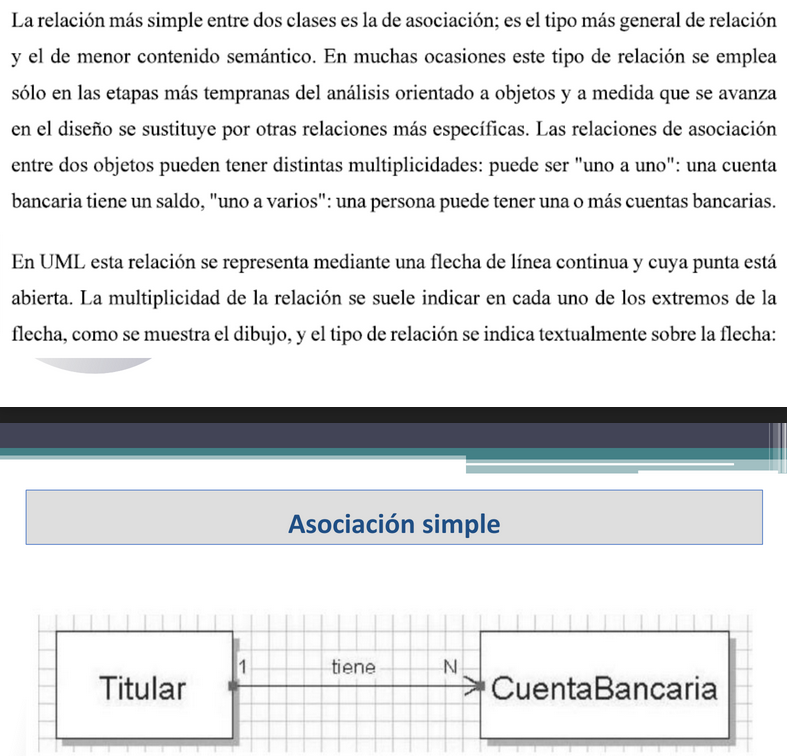 La relación más simple entre dos clases es la de asociación; es el tipo más general de relación
y el de menor contenido semántico. En muchas ocasiones este tipo de relación se emplea
sólo en las etapas más tempranas del análisis orientado a objetos y a medida que se avanza
en el diseño se sustituye por otras relaciones más específicas. Las relaciones de asociación
entre dos objetos pueden tener distintas multiplicidades: puede ser "uno a uno": una cuenta
bancaria tiene un saldo, "uno a varios": una persona puede tener una o más cuentas bancarias.
En UML esta relación se representa mediante una flecha de línea continua y cuya punta está
abierta. La multiplicidad de la relación se suele indicar en cada uno de los extremos de la
flecha, como se muestra el dibujo, y el tipo de relación se indica textualmente sobre la flecha:
Asociación simple
Titular
1
tiene
N
CuentaBancaria